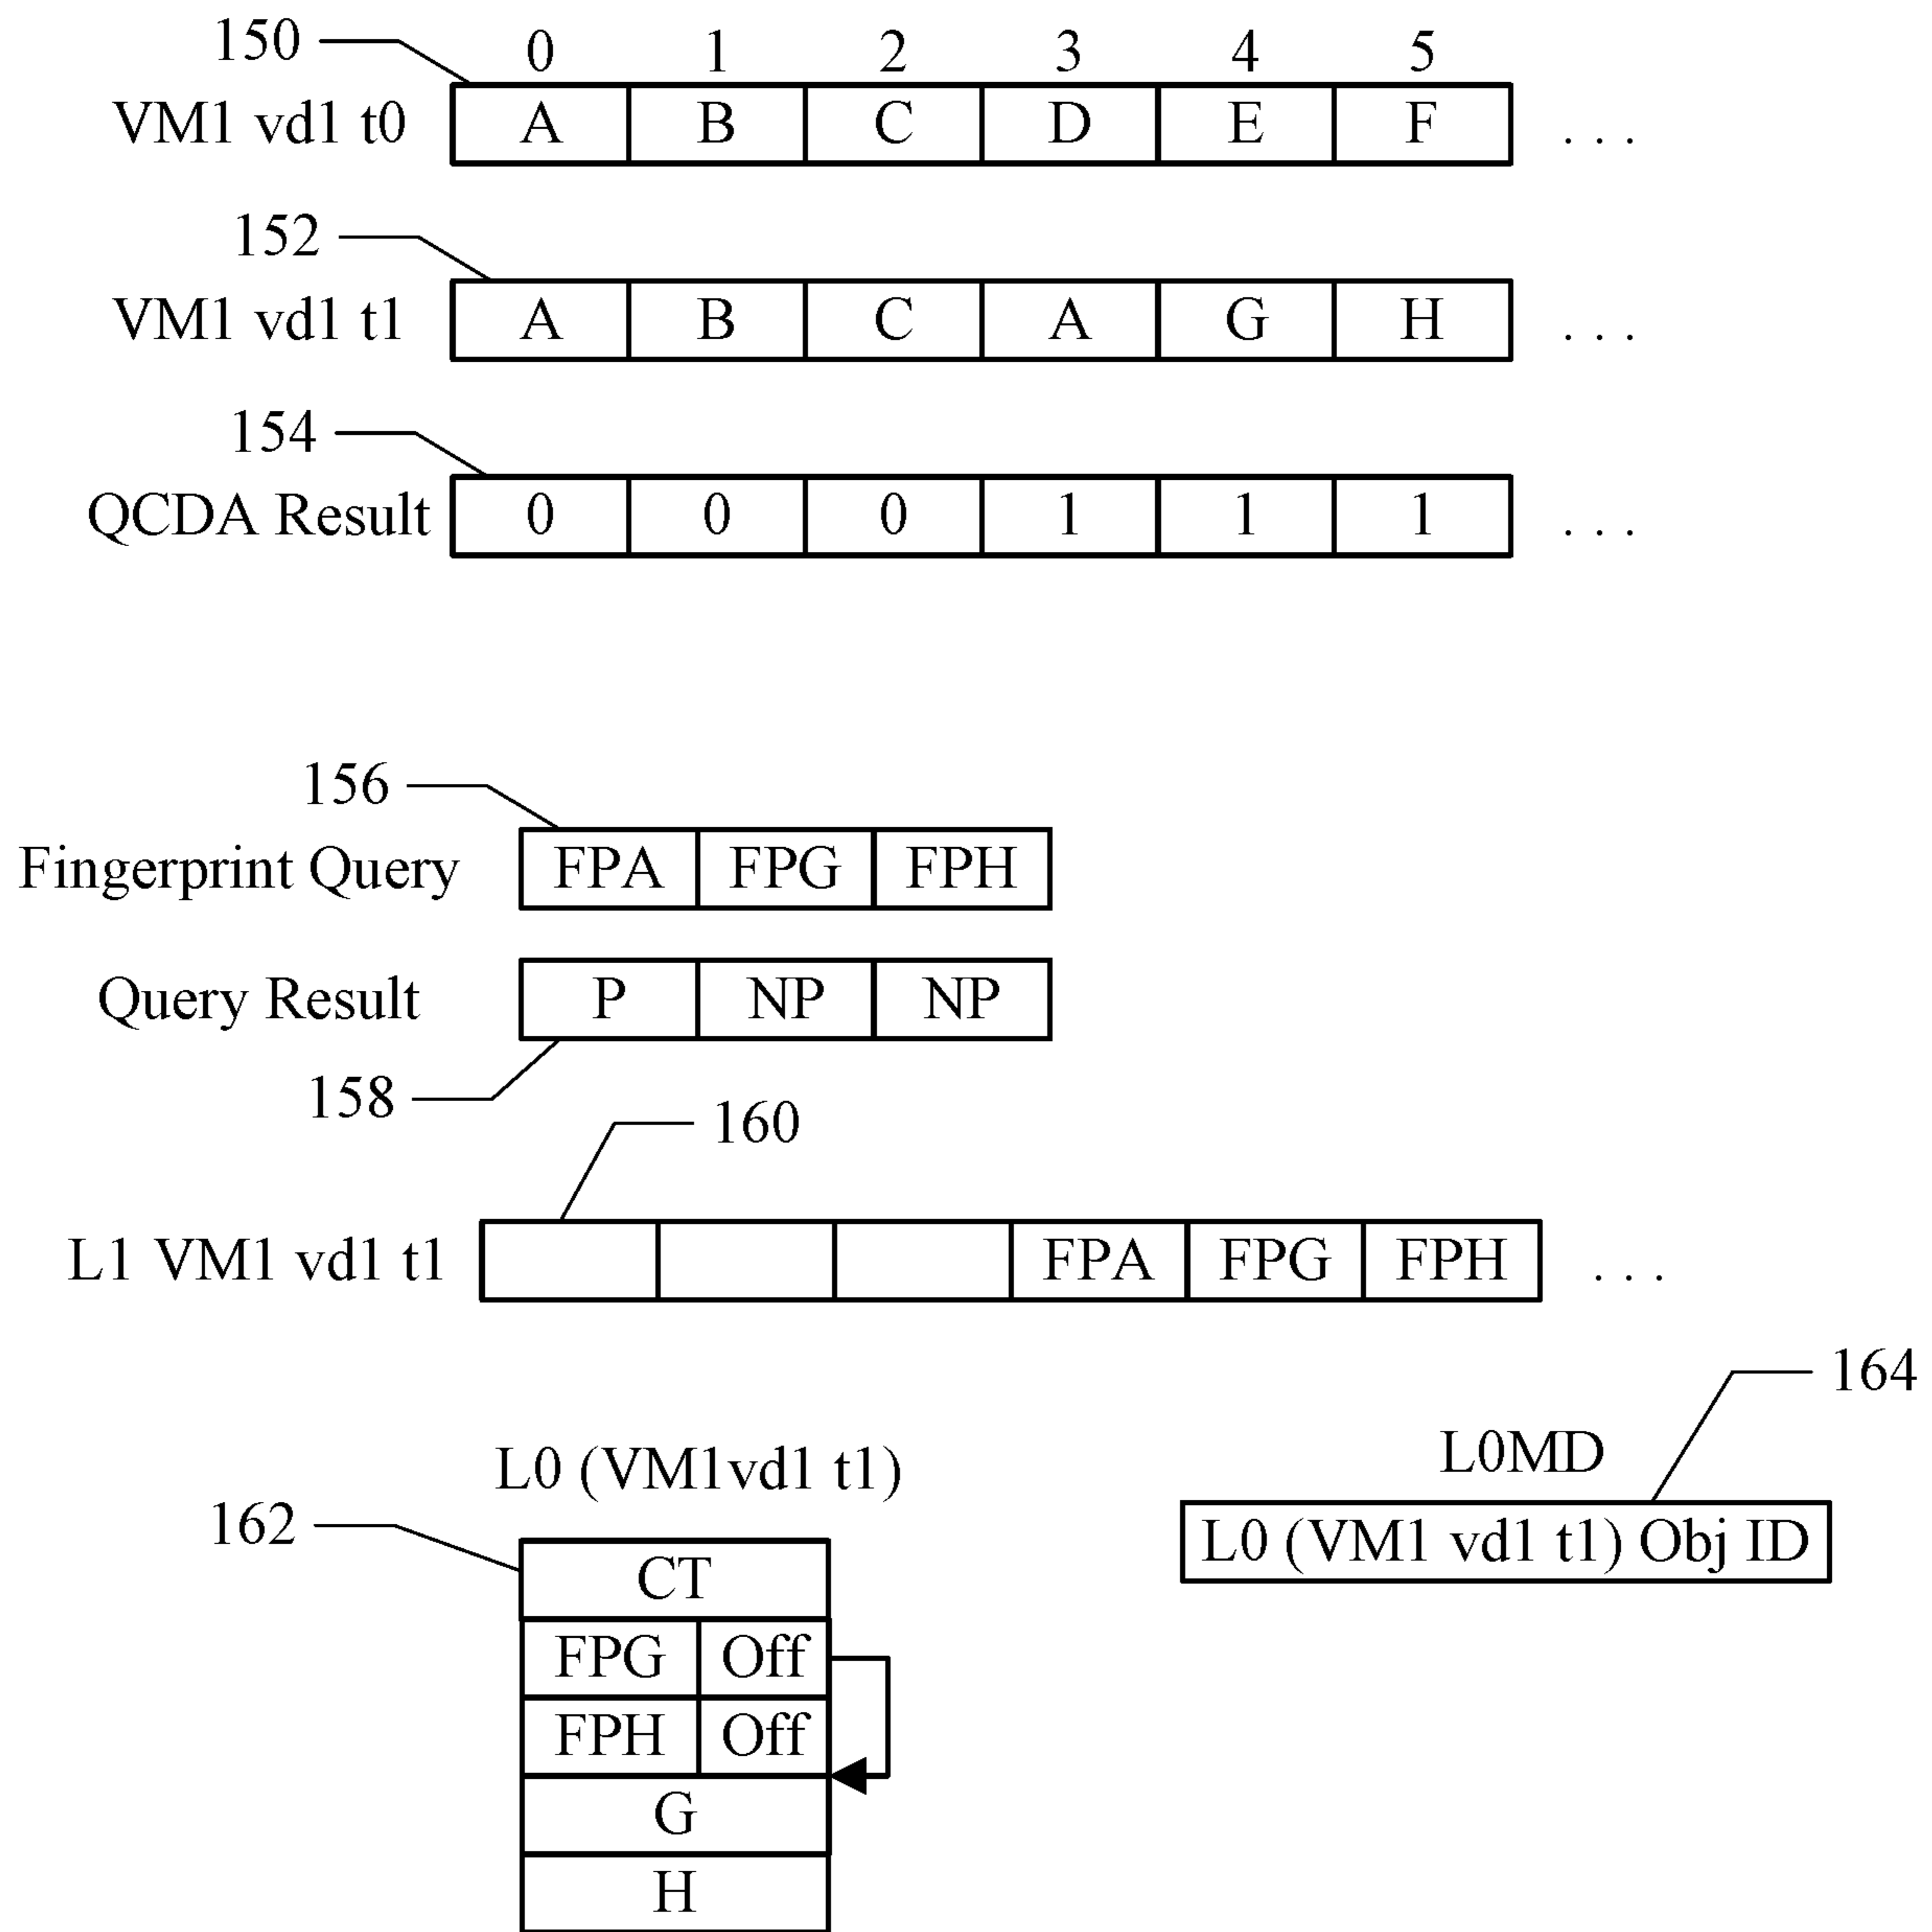 150 0 1 2 3 4 5
VM1 vd1 t0 A B C D E F . . .
152
VM1 vd1 t1 A B C A G H . . .
154
QCDA Result 0 0 0 1 1 1 . . .
156
Fingerprint Query FPA FPG FPH
Query Result P NP NP
158
160
L1 VM1 vd1 t1 FPA FPG FPH . . .
164
L0MD
L0 (VM1vd1 t1)
162
L0 (VM1 vd1 t1) Obj ID
CT
FPG Off
FPH Off
G
H